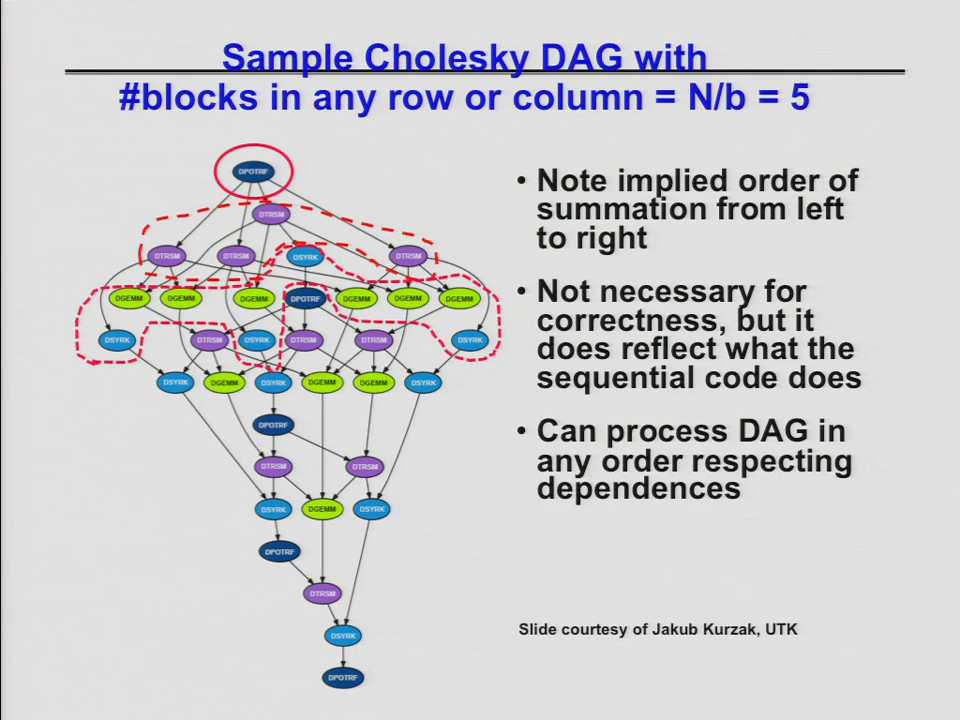 Sample Cholesky DAG with
#blocks in any row or column = N/b = 5
DPOTRF
DTRSM
DTRSM DTRSM DSYRK DTRSM
DGEMM DGEMM DGEMM DPOTRF DGEMM DGEMM DGEMM
DSYRK DTRSM DSYRK DTRSM DTRSM DSYRK
DSYRK DGEMM DSYRK DGEMM DGEMM DSYRK
DPOTRF
DTRSM DTRSM
DSYRK DGEMM DSYRK
DPOTRF
DTRSM
DSYRK
DPOTRF
• Note implied order of
summation from left
to right
• Not necessary for
correctness, but it
does reflect what the
sequential code does
• Can process DAG in
any order respecting
dependences
Slide courtesy of Jakub Kurzak, UTK